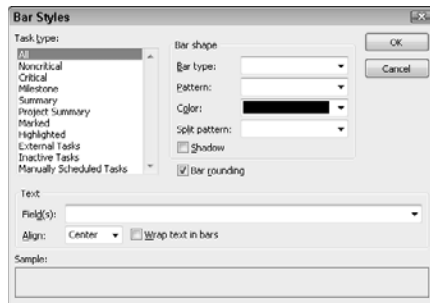 Bar Styles
Task type:
All
Noncritical
Critical
Milestone
Summary
Project Summary
Marked
Highlighted
External Tasks
Inactive Tasks
Manually Scheduled Tasks
Bar shape
Bar type:
Pattern:
Color:
Split pattern:
Shadow
Bar rounding
OK
Cancel
Text
Field(s):
Align: Center Wrap text in bars
Sample: